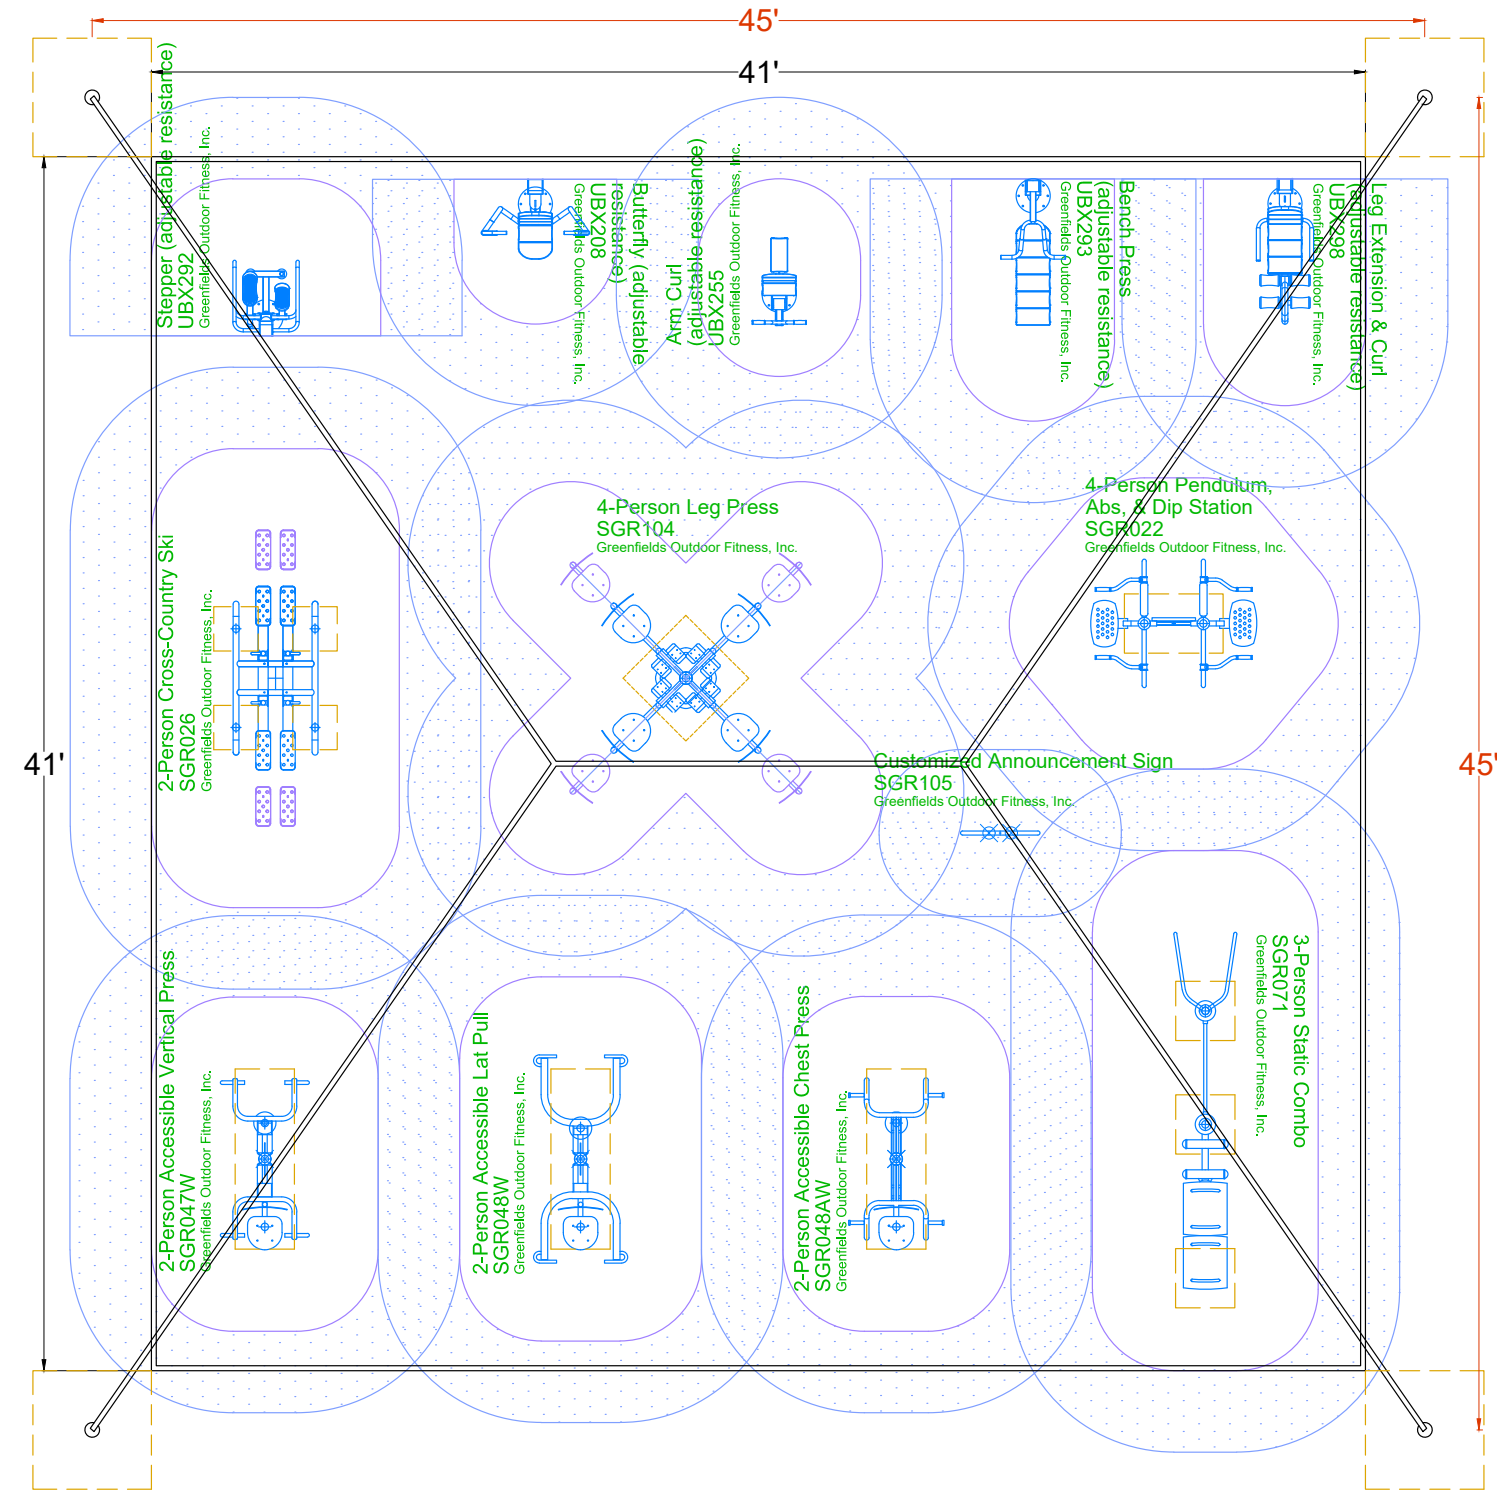 45'
41'
Stepper (adjustable resistance)
UBX292
Greenfields Outdoor Fitness, Inc.
Butterfly (adjustable
resistance)
UBX208
Greenfields Outdoor Fitness, Inc.
Arm Curl
(adjustable resistance)
UBX255
Greenfields Outdoor Fitness, Inc.
Bench Press
(adjustable resistance)
UBX293
Greenfields Outdoor Fitness, Inc.
Leg Extension & Curl
(adjustable resistance)
UBX298
Greenfields Outdoor Fitness, Inc.
2-Person Cross-Country Ski
SGR026
Greenfields Outdoor Fitness, Inc.
4-Person Leg Press
SGR104
Greenfields Outdoor Fitness, Inc.
4-Person Pendulum,
Abs, & Dip Station
SGR022
Greenfields Outdoor Fitness, Inc.
41'
Customized Announcement Sign
SGR105
Greenfields Outdoor Fitness, Inc.
45'
2-Person Accessible Vertical Press
SGR047W
Greenfields Outdoor Fitness, Inc.
2-Person Accessible Lat Pull
SGR048W
Greenfields Outdoor Fitness, Inc.
2-Person Accessible Chest Press
SGR048AW
Greenfields Outdoor Fitness, Inc.
3-Person Static Combo
SGR071
Greenfields Outdoor Fitness, Inc.